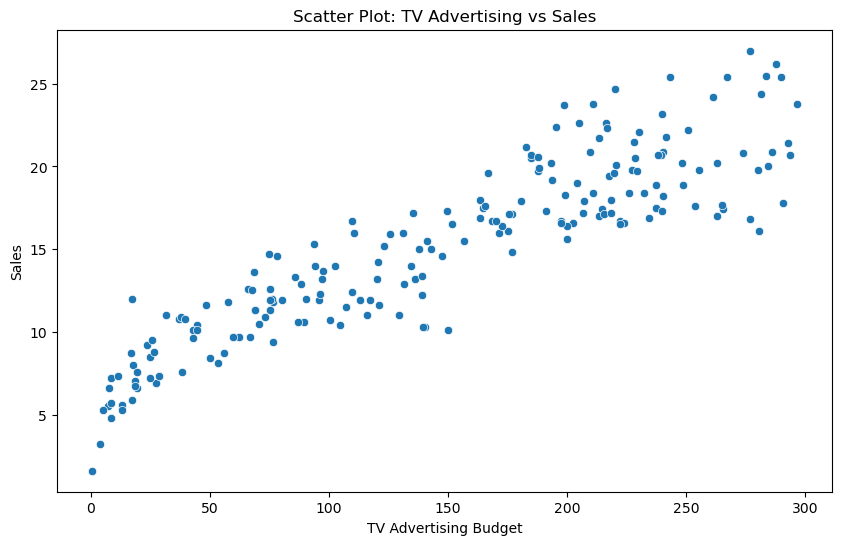 Scatter Plot: TV Advertising vs Sales
25
20
15
10
5
Sales
0 50 100 150 200 250 300
TV Advertising Budget